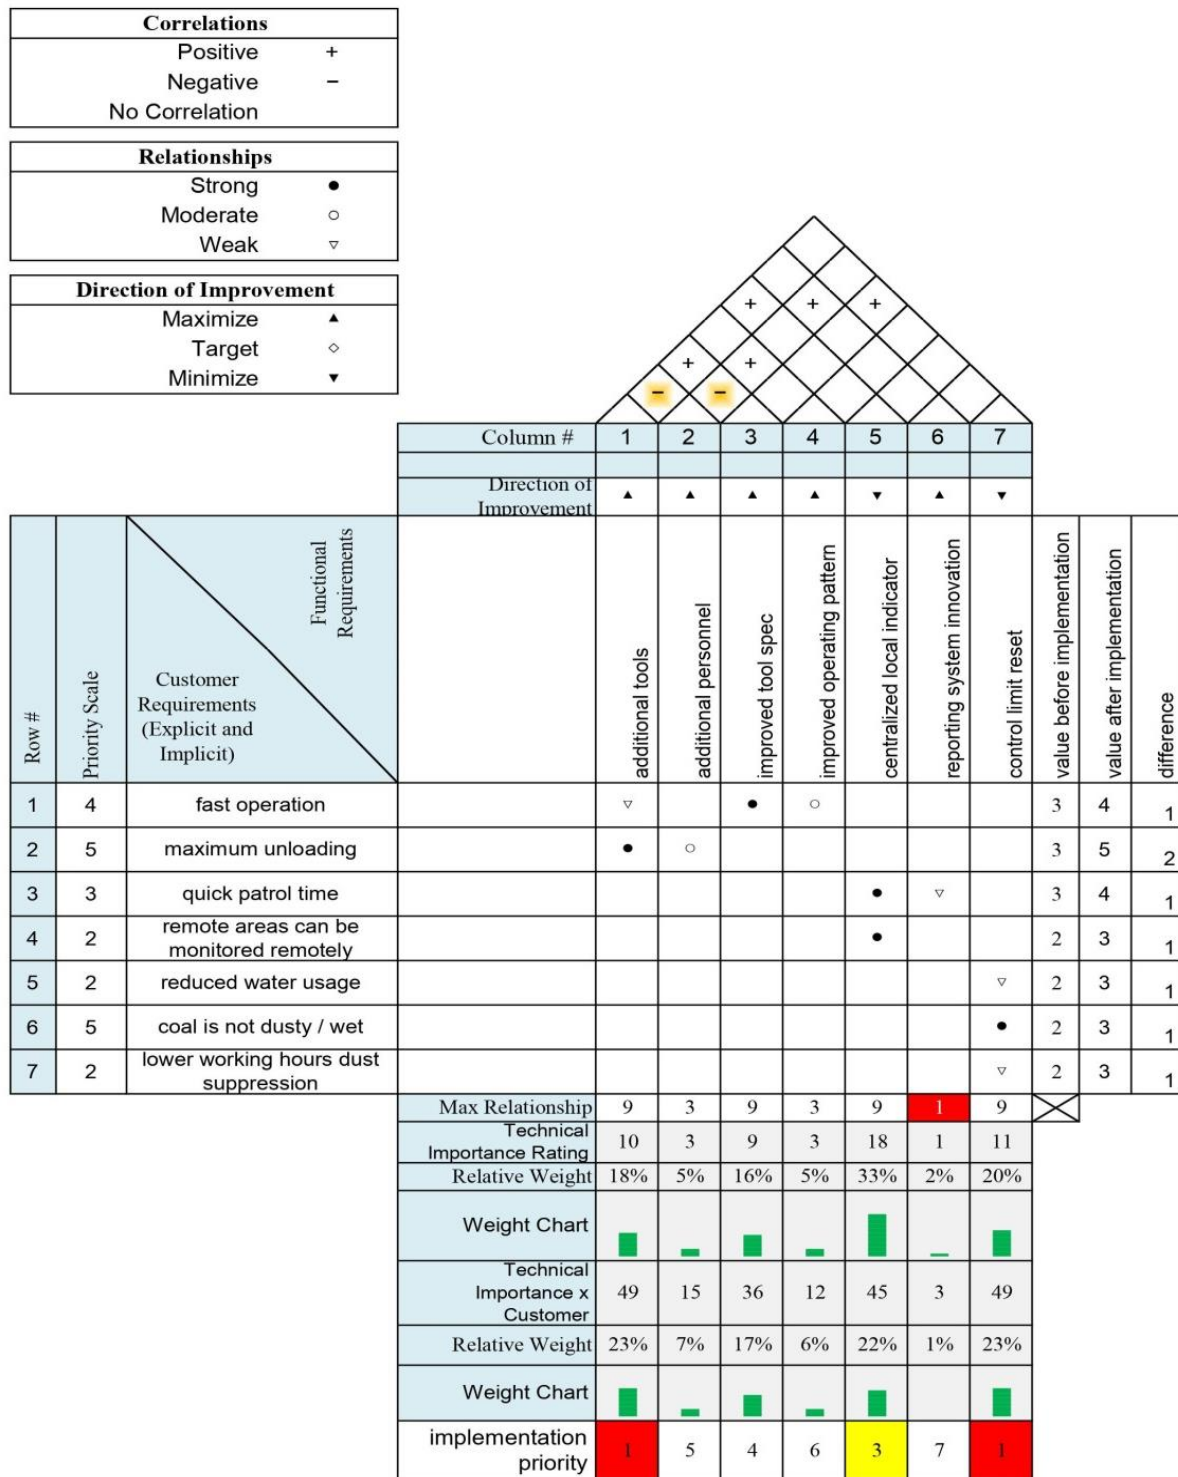 Correlations
Positive +
Negative −
No Correlation
Relationships
Strong ●
Moderate ○
Weak ▽
Direction of Improvement
Maximize ▲
Target ◇
Minimize ▼
+ + +
+ +
− −
Column # 1 2 3 4 5 6 7
Direction of
Improvement ▲ ▲ ▲ ▲ ▼ ▲ ▼
Row #
Priority Scale
Functional
Requirements
Customer
Requirements
(Explicit and
Implicit)
additional tools
additional personnel
improved tool spec
improved operating pattern
centralized local indicator
reporting system innovation
control limit reset
value before implementation
value after implementation
difference
1 4 fast operation ▽ ● ○ 3 4 1
2 5 maximum unloading ● ○ 3 5 2
3 3 quick patrol time ● ▽ 3 4 1
4 2 remote areas can be
monitored remotely ● 2 3 1
5 2 reduced water usage ▽ 2 3 1
6 5 coal is not dusty / wet ● 2 3 1
7 2 lower working hours dust
suppression ▽ 2 3 1
Max Relationship 9 3 9 3 9 1 9
Technical
Importance Rating 10 3 9 3 18 1 11
Relative Weight 18% 5% 16% 5% 33% 2% 20%
Weight Chart
Technical
Importance x
Customer 49 15 36 12 45 3 49
Relative Weight 23% 7% 17% 6% 22% 1% 23%
Weight Chart
implementation
priority 1 5 4 6 3 7 1